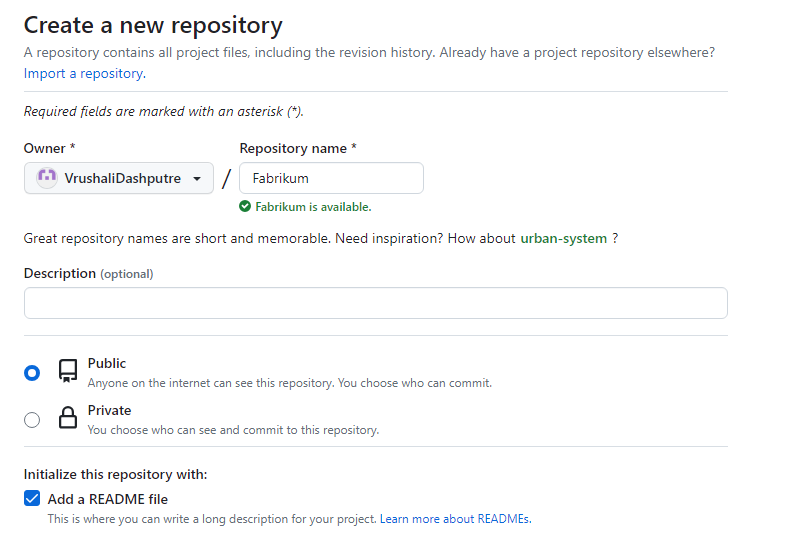 Create a new repository
A repository contains all project files, including the revision history. Already have a project repository elsewhere?
Import a repository.
Required fields are marked with an asterisk (*).
Owner *
Repository name *
VrushaliDashputre
/
Fabrikum
Fabrikum is available.
Great repository names are short and memorable. Need inspiration? How about urban-system ?
Description (optional)
Public
Anyone on the internet can see this repository. You choose who can commit.
Private
You choose who can see and commit to this repository.
Initialize this repository with:
Add a README file
This is where you can write a long description for your project. Learn more about READMEs.